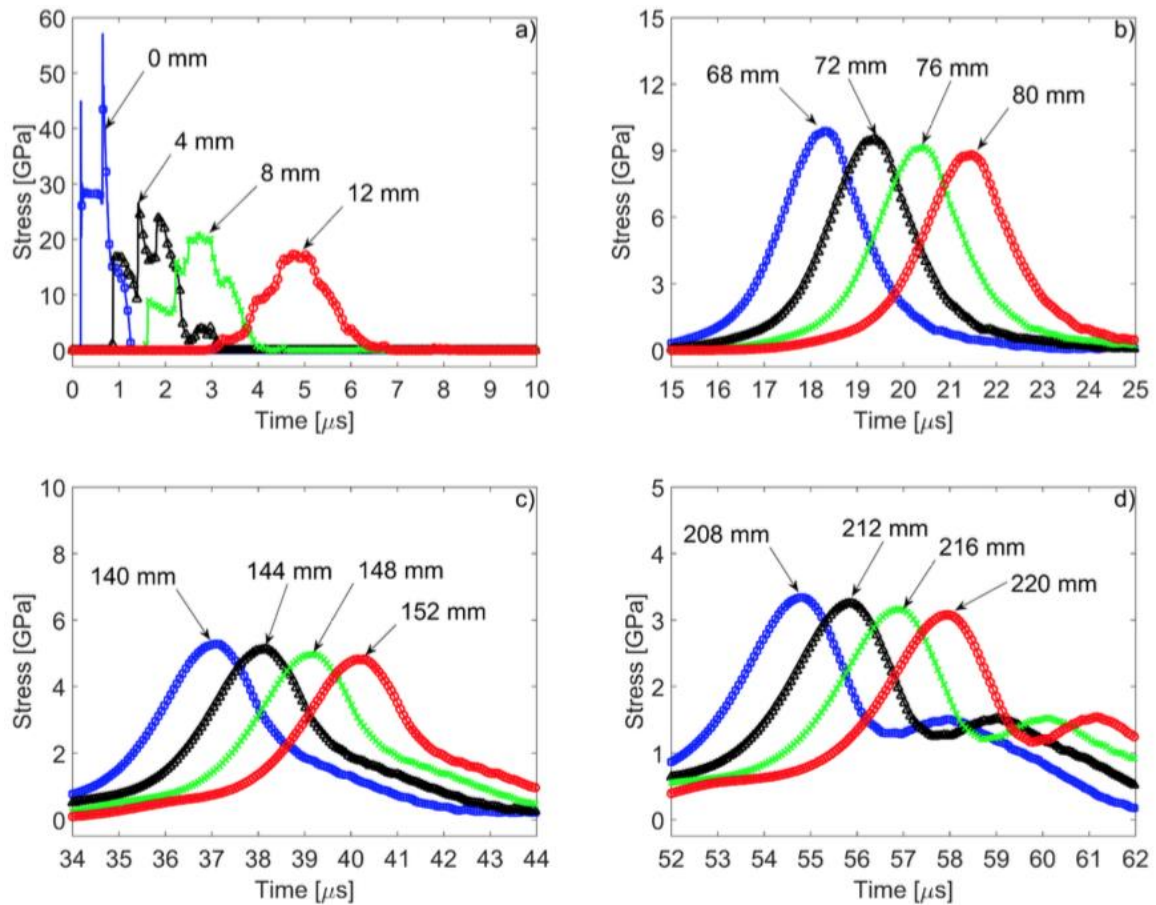 a)
60
50
40
30
20
10
0
Stress [GPa]
0 mm
4 mm
8 mm
12 mm
0 1 2 3 4 5 6 7 8 9 10
Time [μs]
b)
15
12
9
6
3
0
Stress [GPa]
68 mm
72 mm
76 mm
80 mm
15 16 17 18 19 20 21 22 23 24 25
Time [μs]
c)
10
8
6
4
2
0
Stress [GPa]
140 mm
144 mm
148 mm
152 mm
34 35 36 37 38 39 40 41 42 43 44
Time [μs]
d)
5
4
3
2
1
0
Stress [GPa]
208 mm
212 mm
216 mm
220 mm
52 53 54 55 56 57 58 59 60 61 62
Time [μs]